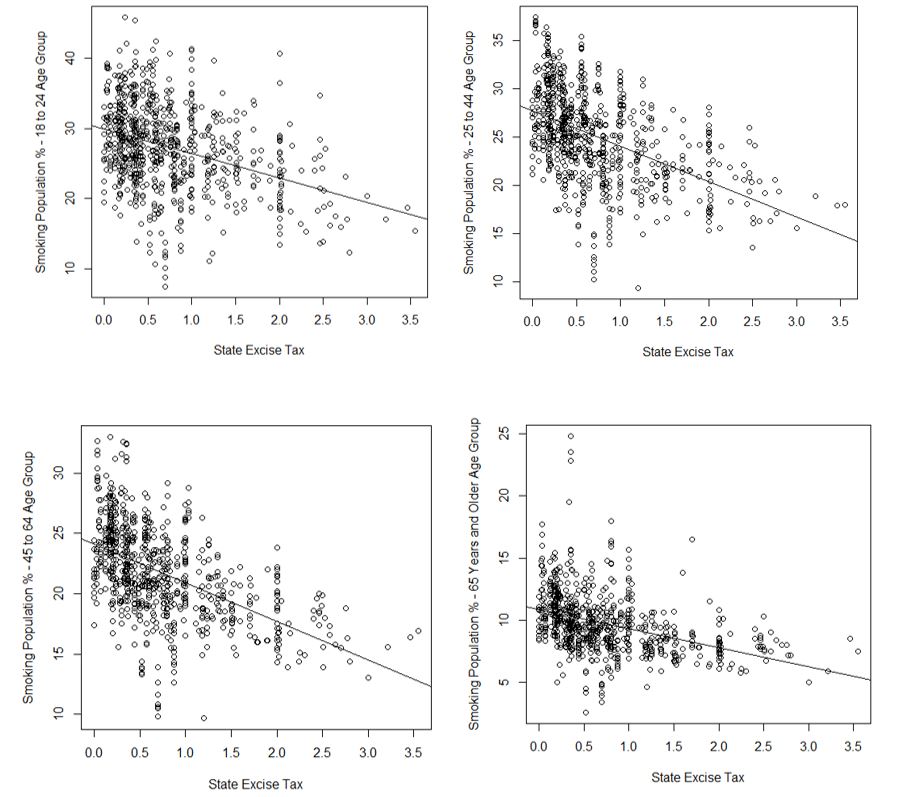 Smoking Population % - 18 to 24 Age Group
40
30
20
10
0.0 0.5 1.0 1.5 2.0 2.5 3.0 3.5
State Excise Tax
Smoking Population % - 25 to 44 Age Group
35
30
25
20
15
10
0.0 0.5 1.0 1.5 2.0 2.5 3.0 3.5
State Excise Tax
Smoking Population % - 45 to 64 Age Group
30
25
20
15
10
0.0 0.5 1.0 1.5 2.0 2.5 3.0 3.5
State Excise Tax
Smoking Population % - 65 Years and Older Age Group
25
20
15
10
5
0.0 0.5 1.0 1.5 2.0 2.5 3.0 3.5
State Excise Tax